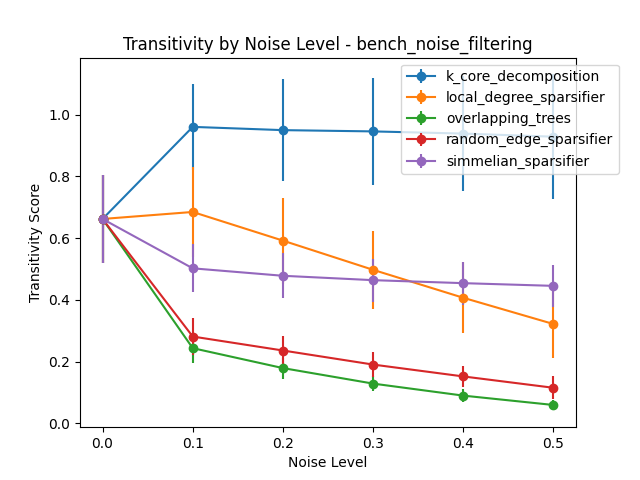 Transitivity by Noise Level - bench_noise_filtering
k_core_decomposition
local_degree_sparsifier
overlapping_trees
random_edge_sparsifier
simmelian_sparsifier
Transitivity Score
1.0
0.8
0.6
0.4
0.2
0.0
0.0 0.1 0.2 0.3 0.4 0.5
Noise Level